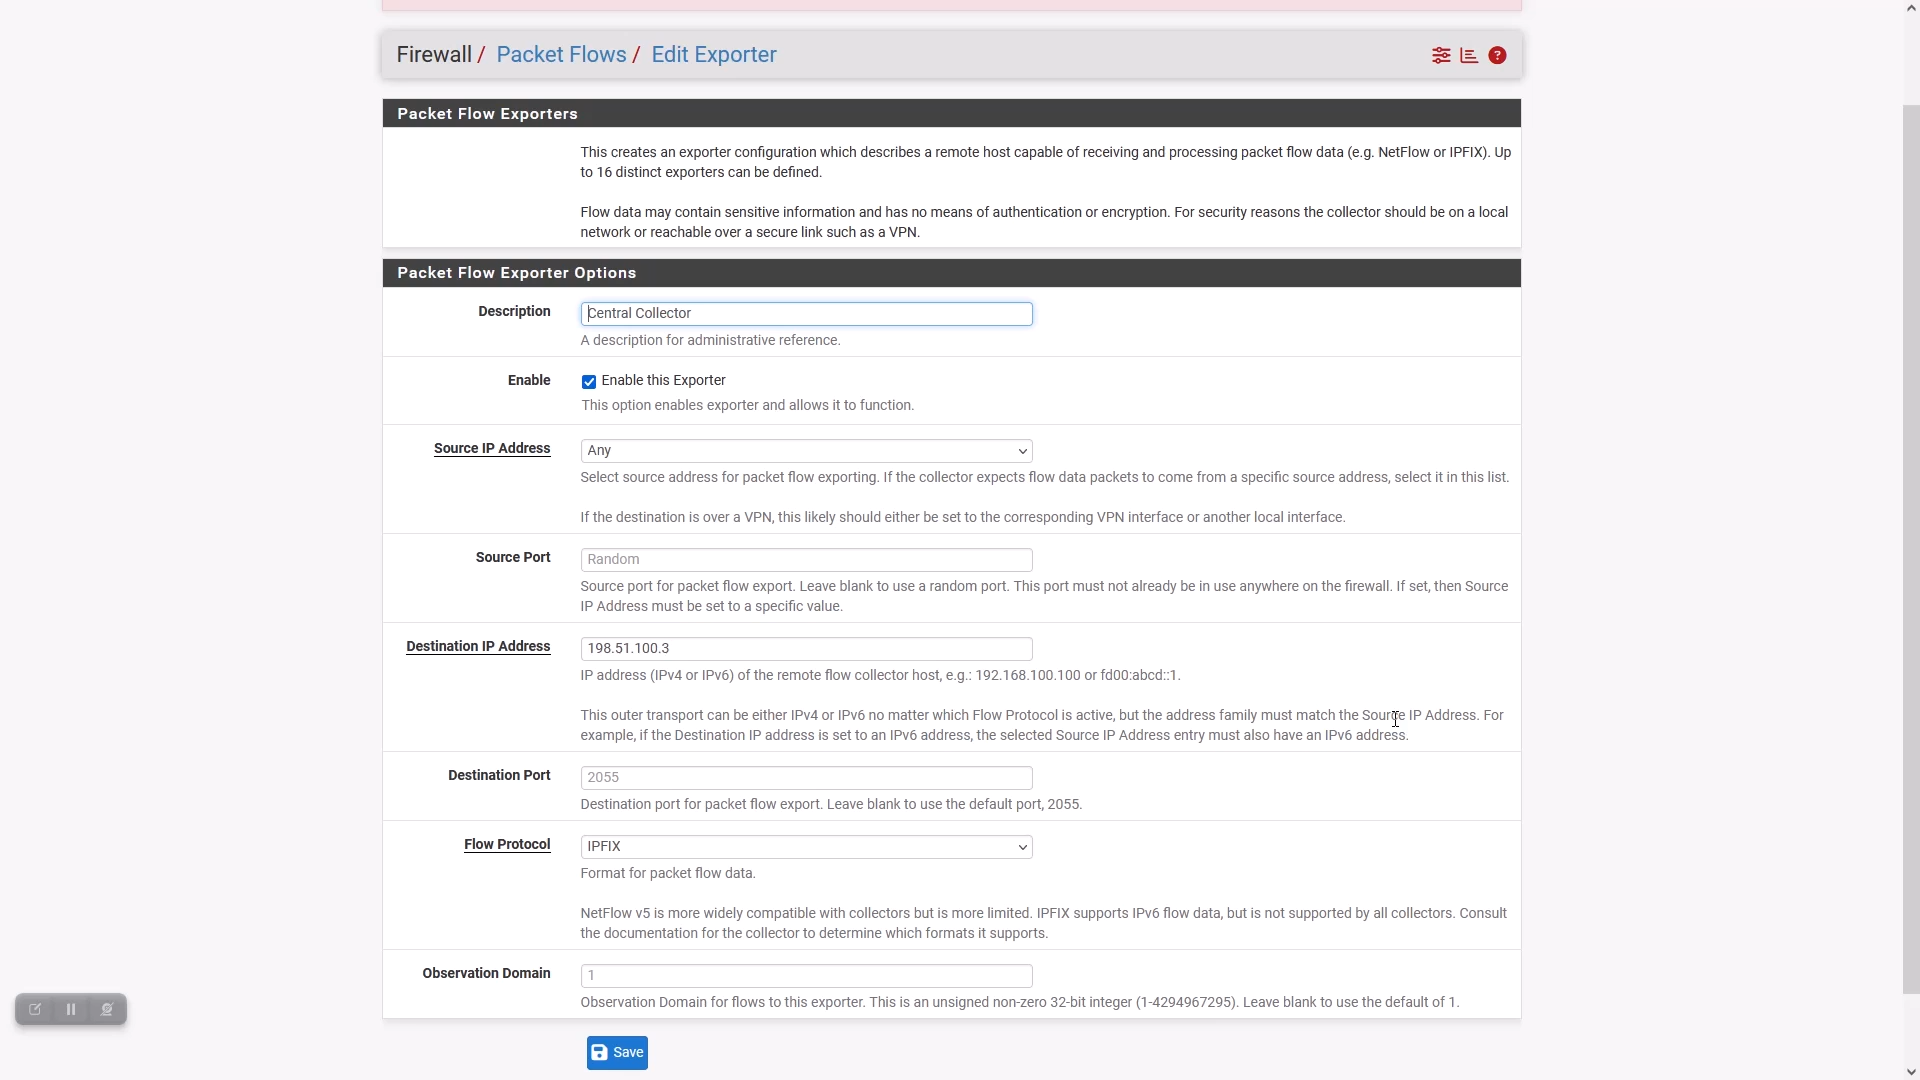 Firewall / Packet Flows / Edit Exporter
Packet Flow Exporters
This creates an exporter configuration which describes a remote host capable of receiving and processing packet flow data (e.g. NetFlow or IPFIX). Up
to 16 distinct exporters can be defined.
Flow data may contain sensitive information and has no means of authentication or encryption. For security reasons the collector should be on a local
network or reachable over a secure link such as a VPN.
Packet Flow Exporter Options
Description
Central Collector
A description for administrative reference.
Enable
Enable this Exporter
This option enables exporter and allows it to function.
Source IP Address
Any
Select source address for packet flow exporting. If the collector expects flow data packets to come from a specific source address, select it in this list.
If the destination is over a VPN, this likely should either be set to the corresponding VPN interface or another local interface.
Source Port
Random
Source port for packet flow export. Leave blank to use a random port. This port must not already be in use anywhere on the firewall. If set, then Source
IP Address must be set to a specific value.
Destination IP Address
198.51.100.3
IP address (IPv4 or IPv6) of the remote flow collector host, e.g.: 192.168.100.100 or fd00:abcd::1.
This outer transport can be either IPv4 or IPv6 no matter which Flow Protocol is active, but the address family must match the Source IP Address. For
example, if the Destination IP address is set to an IPv6 address, the selected Source IP Address entry must also have an IPv6 address.
Destination Port
2055
Destination port for packet flow export. Leave blank to use the default port, 2055.
Flow Protocol
IPFIX
Format for packet flow data.
NetFlow v5 is more widely compatible with collectors but is more limited. IPFIX supports IPv6 flow data, but is not supported by all collectors. Consult
the documentation for the collector to determine which formats it supports.
Observation Domain
1
Observation Domain for flows to this exporter. This is an unsigned non-zero 32-bit integer (1-4294967295). Leave blank to use the default of 1.
Save